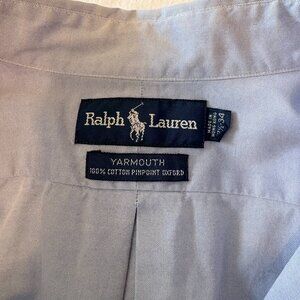 Ralph Lauren
YARMOUTH
100% COTTON PINPOINT OXFORD